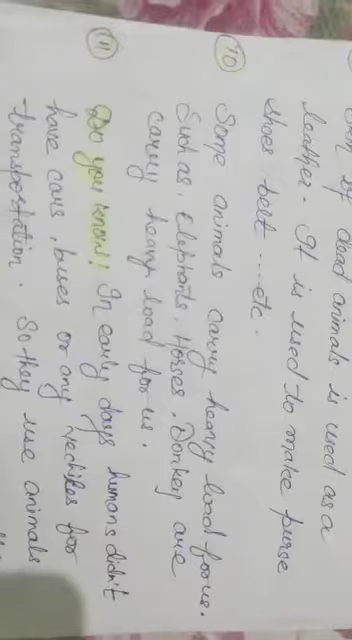 Skin of dead animals is used as a
leather. It is used to make purse
shoes belt ... etc.
10 Some animals carry heavy load for us.
Such as, elephants, Horses, Donkey are
carry heavy load for us.
11 Do you know! In early days humans didn't
have cars, buses or any vechiles for
transportation. So they use animals